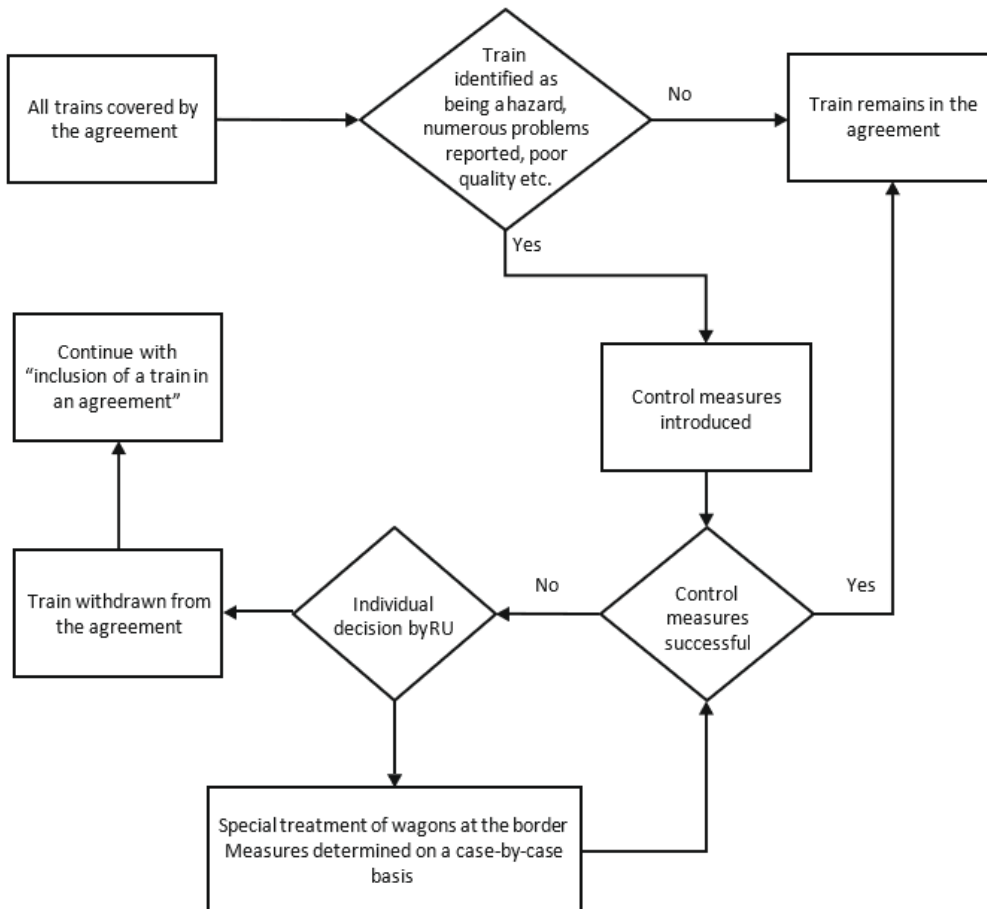 All trains covered by
the agreement
Train
identified as
being a hazard,
numerous problems
reported, poor
quality etc.
No
Train remains in the
agreement
Yes
Continue with
“inclusion of a train in
an agreement”
Control measures
introduced
Train withdrawn from
the agreement
Individual
decision byRU
No
Control
measures
successful
Yes
Special treatment of wagons at the border
Measures determined on a case-by-case
basis